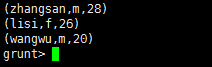 (zhangsan,m,28)
(lisi,f,26)
(wangwu,m,20)
grunt>